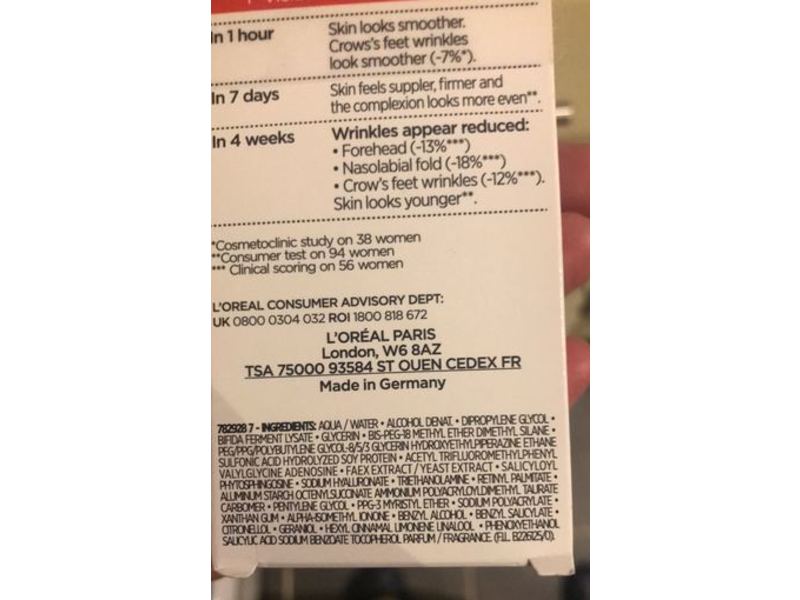 In 1 hour
Skin looks smoother.
Crows's feet wrinkles
look smoother (-7%*).
In 7 days
Skin feels suppler, firmer and
the complexion looks more even**.
In 4 weeks
Wrinkles appear reduced:
• Forehead (-13%***)
• Nasolabial fold (-18%***)
• Crow's feet wrinkles (-12%***).
Skin looks younger**.
*Cosmetoclinic study on 38 women
**Consumer test on 94 women
*** Clinical scoring on 56 women
L'OREAL CONSUMER ADVISORY DEPT:
UK 0800 0304 032 ROI 1800 818 672
L'ORÉAL PARIS
London, W6 8AZ
TSA 75000 93584 ST OUEN CEDEX FR
Made in Germany
782928 7 - INGREDIENTS: AQUA / WATER • ALCOHOL DENAT. • DIPROPYLENE GLYCOL •
BIFIDA FERMENT LYSATE • GLYCERIN • BIS-PEG-18 METHYL ETHER DIMETHYL SILANE •
PEG/PPG/POLYBUTYLENE GLYCOL-8/5/3 GLYCERIN HYDROXYETHYLPIPERAZINE ETHANE
SULFONIC ACID HYDROLYZED SOY PROTEIN • ACETYL TRIFLUOROMETHYLPHENYL
VALYLGLYCINE ADENOSINE • FAEX EXTRACT / YEAST EXTRACT • SALICYLOYL
PHYTOSPHINGOSINE • SODIUM HYALURONATE • TRIETHANOLAMINE • RETINYL PALMITATE •
ALUMINUM STARCH OCTENYLSUCCINATE AMMONIUM POLYACRYLOYLDIMETHYL TAURATE
CARBOMER • PENTYLENE GLYCOL • PPG-3 MYRISTYL ETHER • SODIUM POLYACRYLATE •
XANTHAN GUM • ALPHA-ISOMETHYL IONONE • BENZYL ALCOHOL • BENZYL SALICYLATE •
CITRONELLOL • GERANIOL • HEXYL CINNAMAL LIMONENE LINALOOL • PHENOXYETHANOL
SALICYLIC ACID SODIUM BENZOATE TOCOPHEROL PARFUM / FRAGRANCE. (F.I.L. B226125/0).